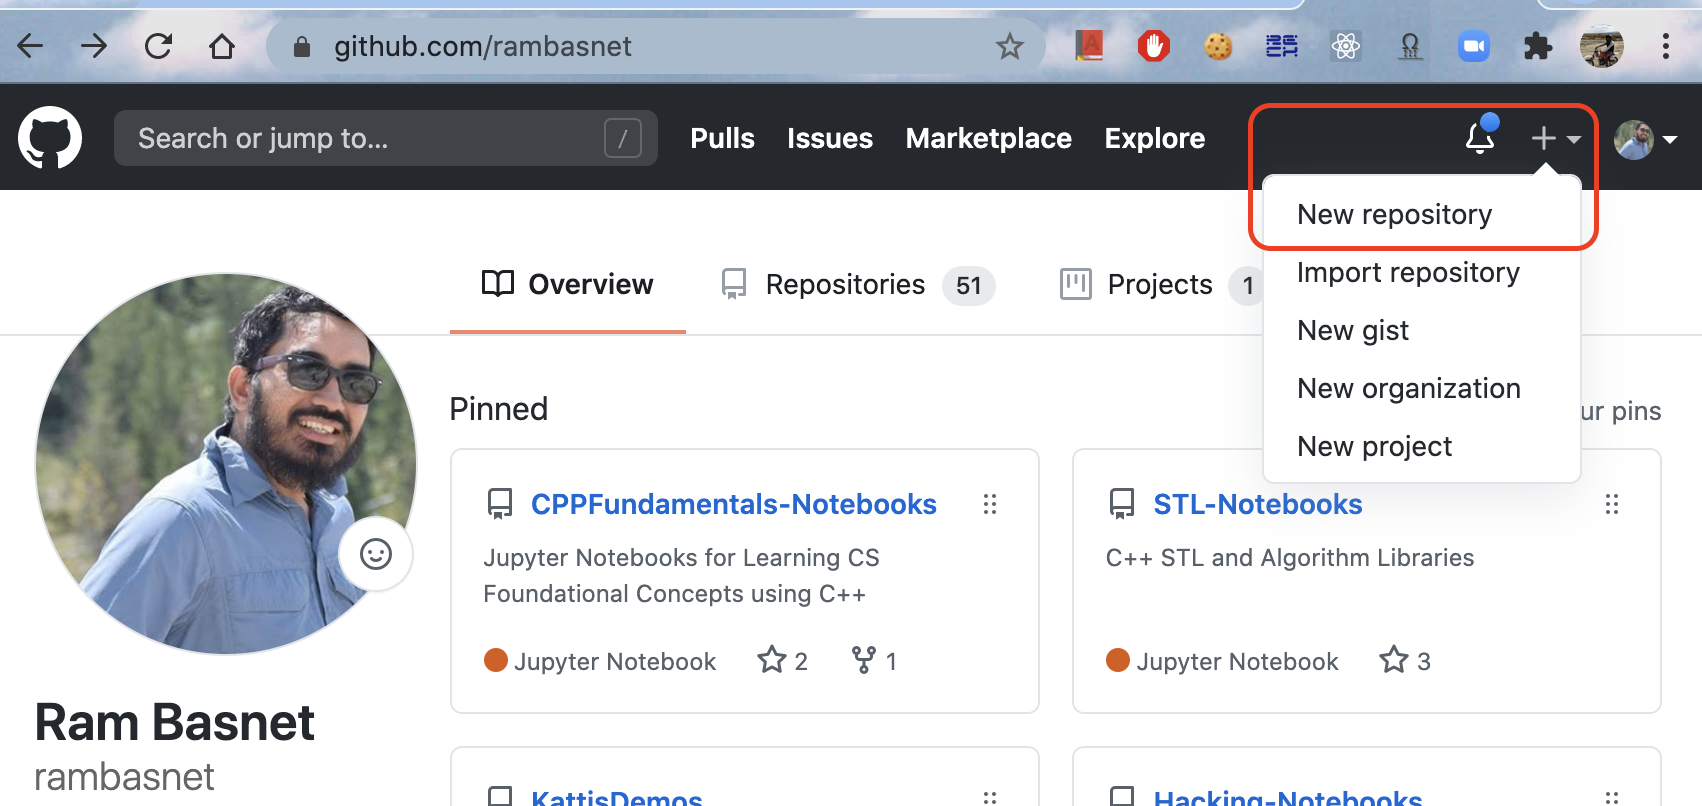 github.com/rambasnet
Search or jump to... /
Pulls Issues Marketplace Explore
New repository
Import repository
New gist
New organization
New project
Overview
Repositories 51
Projects 1
Pinned
ur pins
CPPFundamentals-Notebooks
Jupyter Notebooks for Learning CS
Foundational Concepts using C++
Jupyter Notebook 2 1
STL-Notebooks
C++ STL and Algorithm Libraries
Jupyter Notebook 3
Ram Basnet
rambasnet
KattisDemos
Hacking-Notebooks